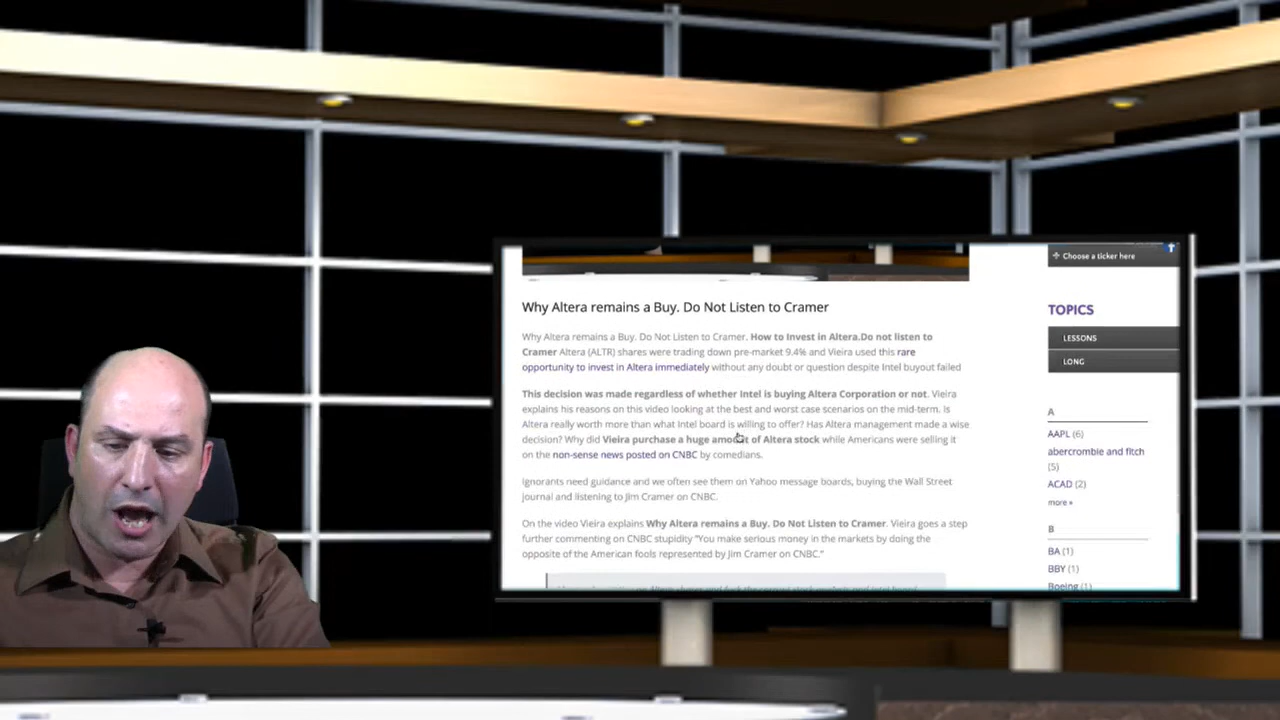 Choose a ticker here
Why Altera remains a Buy. Do Not Listen to Cramer
Why Altera remains a Buy. Do Not Listen to Cramer. How to Invest in Altera.Do not listen to
Cramer Altera (ALTR) shares were trading down pre-market 9.4% and Vieira used this rare
opportunity to invest in Altera immediately without any doubt or question despite Intel buyout failed
This decision was made regardless of whether Intel is buying Altera Corporation or not. Vieira
explains his reasons on this video looking at the best and worst case scenarios on the mid-term. Is
Altera really worth more than what Intel board is willing to offer? Has Altera management made a wise
decision? Why did Vieira purchase a huge amount of Altera stock while Americans were selling it
on the non-sense news posted on CNBC by comedians.
Ignorants need guidance and we often see them on Yahoo message boards, buying the Wall Street
journal and listening to Jim Cramer on CNBC.
On the video Vieira explains Why Altera remains a Buy. Do Not Listen to Cramer. Vieira goes a step
further commenting on CNBC stupidity "You make serious money in the markets by doing the
opposite of the American fools represented by Jim Cramer on CNBC."
TOPICS
LESSONS
LONG
A
AAPL (6)
abercrombie and fitch
(5)
ACAD (2)
more »
B
BA (1)
BBY (1)
Boeing (1)